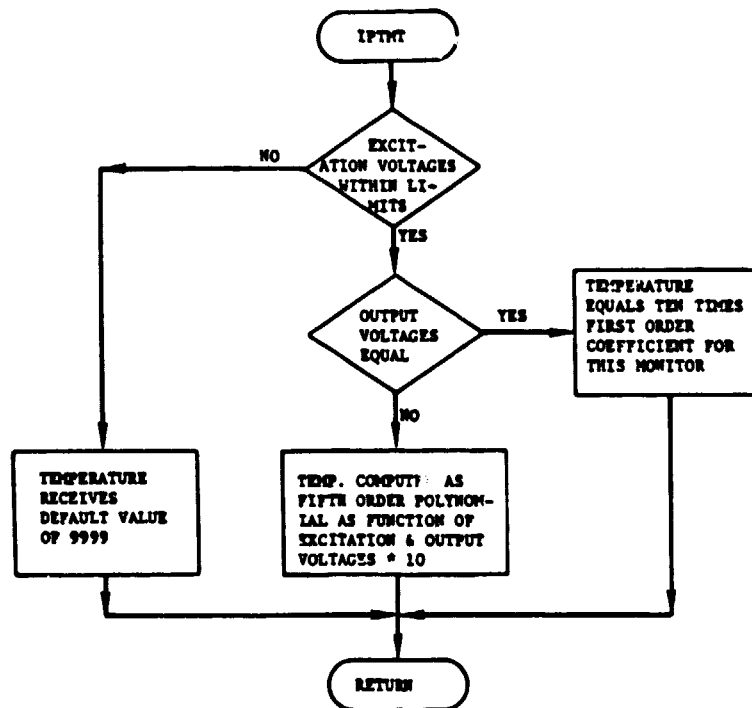 IPTMT
EXCIT-
ATION VOLTAGES
WITHIN LI-
MITS
NO
YES
OUTPUT
VOLTAGES
EQUAL
YES
TEMPERATURE
EQUALS TEN TIMES
FIRST ORDER
COEFFICIENT FOR
THIS MONITOR
NO
TEMPERATURE
RECEIVES
DEFAULT VALUE
OF 9999
TEMP. COMPUTE AS
FIFTH ORDER POLYNOM-
IAL AS FUNCTION OF
EXCITATION & OUTPUT
VOLTAGES * 10
RETURN